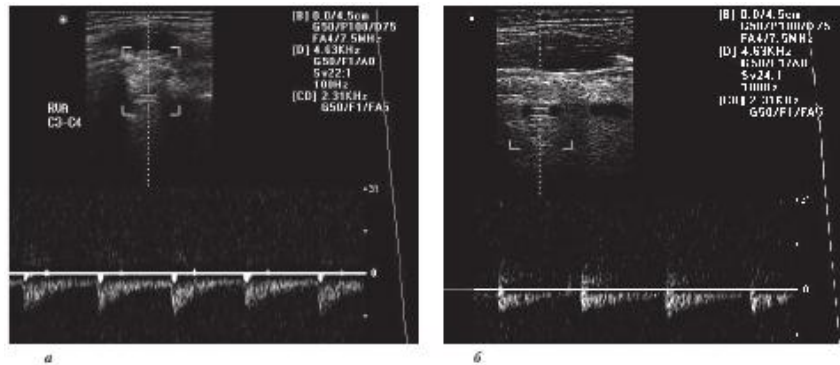 [B] 0.0/4.5cm
G50/P100/D75
FA4/7.5MHz
[D] 4.63KHz
G50/F1/A0
Sv22:1
100Hz
[CD] 2.31KHz
G50/F1/FA5
RVA
C3-C4
0
а
[B] 0.0/4.5cm
G50/P100/D75
FA4/7.5MHz
[D] 4.63KHz
G50/F1/A0
Sv24:1
100Hz
[CD] 2.31KHz
G50/F1/FA5
0
б